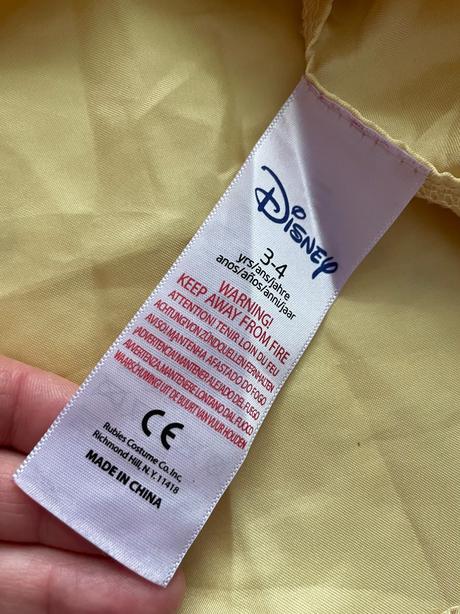 Disney
3-4
yrs/ans/jahre
anos/años/anni/jaar
WARNING!
KEEP AWAY FROM FIRE
ATTENTION! TENIR LOIN DU FEU
ACHTUNG! VON ZÜNDQUELLEN FERNHALTEN
AVISO! MANTENHA AFASTADO DO FOGO
¡ADVERTENCIA! MANTENER ALEJADO DEL FUEGO
AVVERTENZA. MANTENERE LONTANO DAL FUOCO
WAARSCHUWING! UIT DE BUURT VAN VUUR HOUDEN
CE
Rubies Costume Co. Inc.
Richmond Hill, N.Y. 11418
MADE IN CHINA